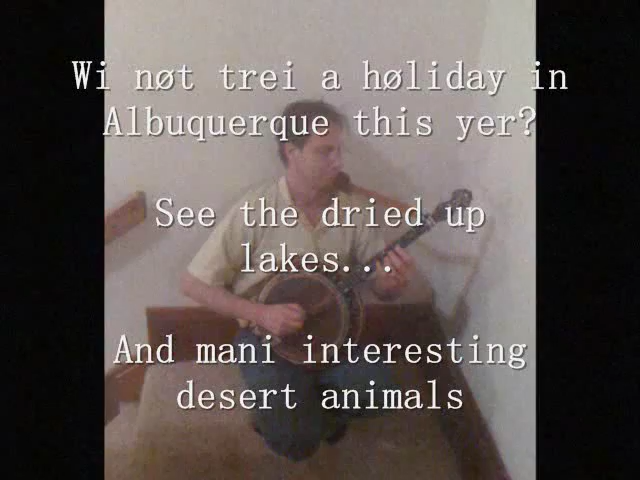 Wi nøt trei a høliday in
Albuquerque this yer?
See the dried up
lakes...
And mani interesting
desert animals